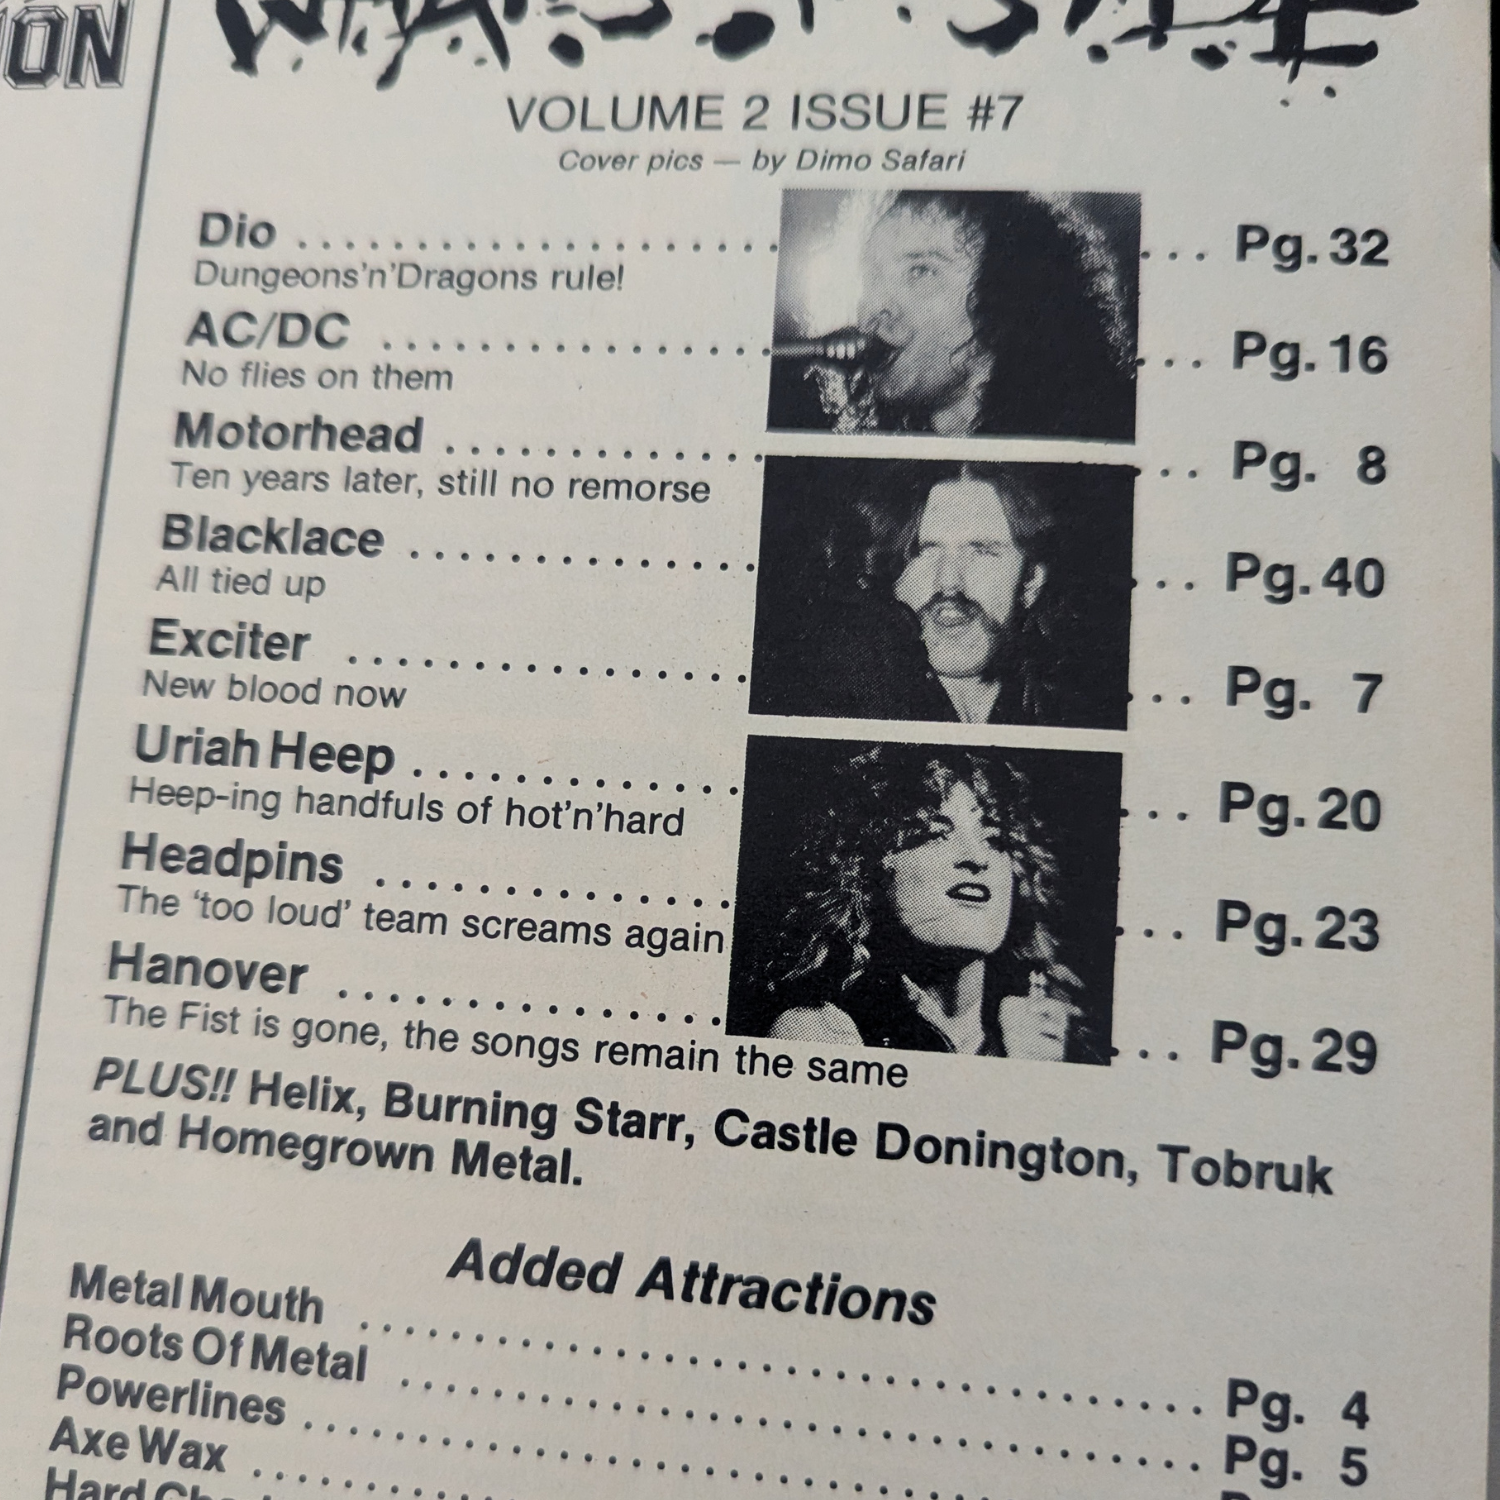 ON
VOLUME 2 ISSUE #7
Cover pics — by Dimo Safari
Dio .................... Pg. 32
Dungeons'n'Dragons rule!
AC/DC .................... Pg. 16
No flies on them
Motorhead .................... Pg. 8
Ten years later, still no remorse
Blacklace .................... Pg. 40
All tied up
Exciter .................... Pg. 7
New blood now
Uriah Heep .................... Pg. 20
Heep-ing handfuls of hot'n'hard
Headpins .................... Pg. 23
The 'too loud' team screams again
Hanover .................... Pg. 29
The Fist is gone, the songs remain the same
PLUS!! Helix, Burning Starr, Castle Donington, Tobruk
and Homegrown Metal.
Added Attractions
Metal Mouth .................... Pg. 4
Roots Of Metal .................... Pg. 5
Powerlines ....................
Axe Wax ....................
Hard